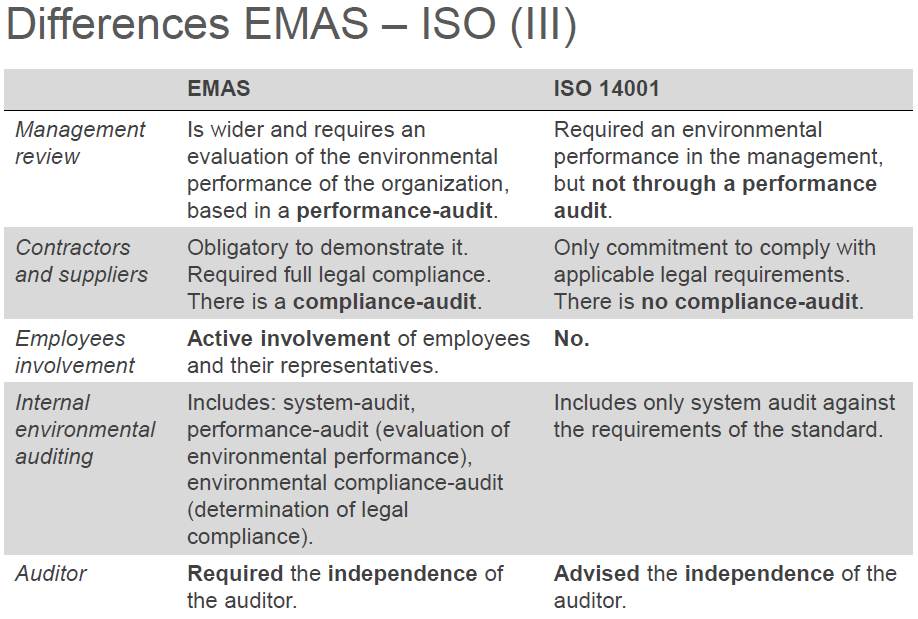 Differences EMAS – ISO (III)
EMAS
ISO 14001
Management
review
Is wider and requires an
evaluation of the environmental
performance of the organization,
based in a performance-audit.
Required an environmental
performance in the management,
but not through a performance
audit.
Contractors
and suppliers
Obligatory to demonstrate it.
Required full legal compliance.
There is a compliance-audit.
Only commitment to comply with
applicable legal requirements.
There is no compliance-audit.
Employees
involvement
Active involvement of employees
and their representatives.
No.
Internal
environmental
auditing
Includes: system-audit,
performance-audit (evaluation of
environmental performance),
environmental compliance-audit
(determination of legal
compliance).
Includes only system audit against
the requirements of the standard.
Auditor
Required the independence of
the auditor.
Advised the independence of the
auditor.